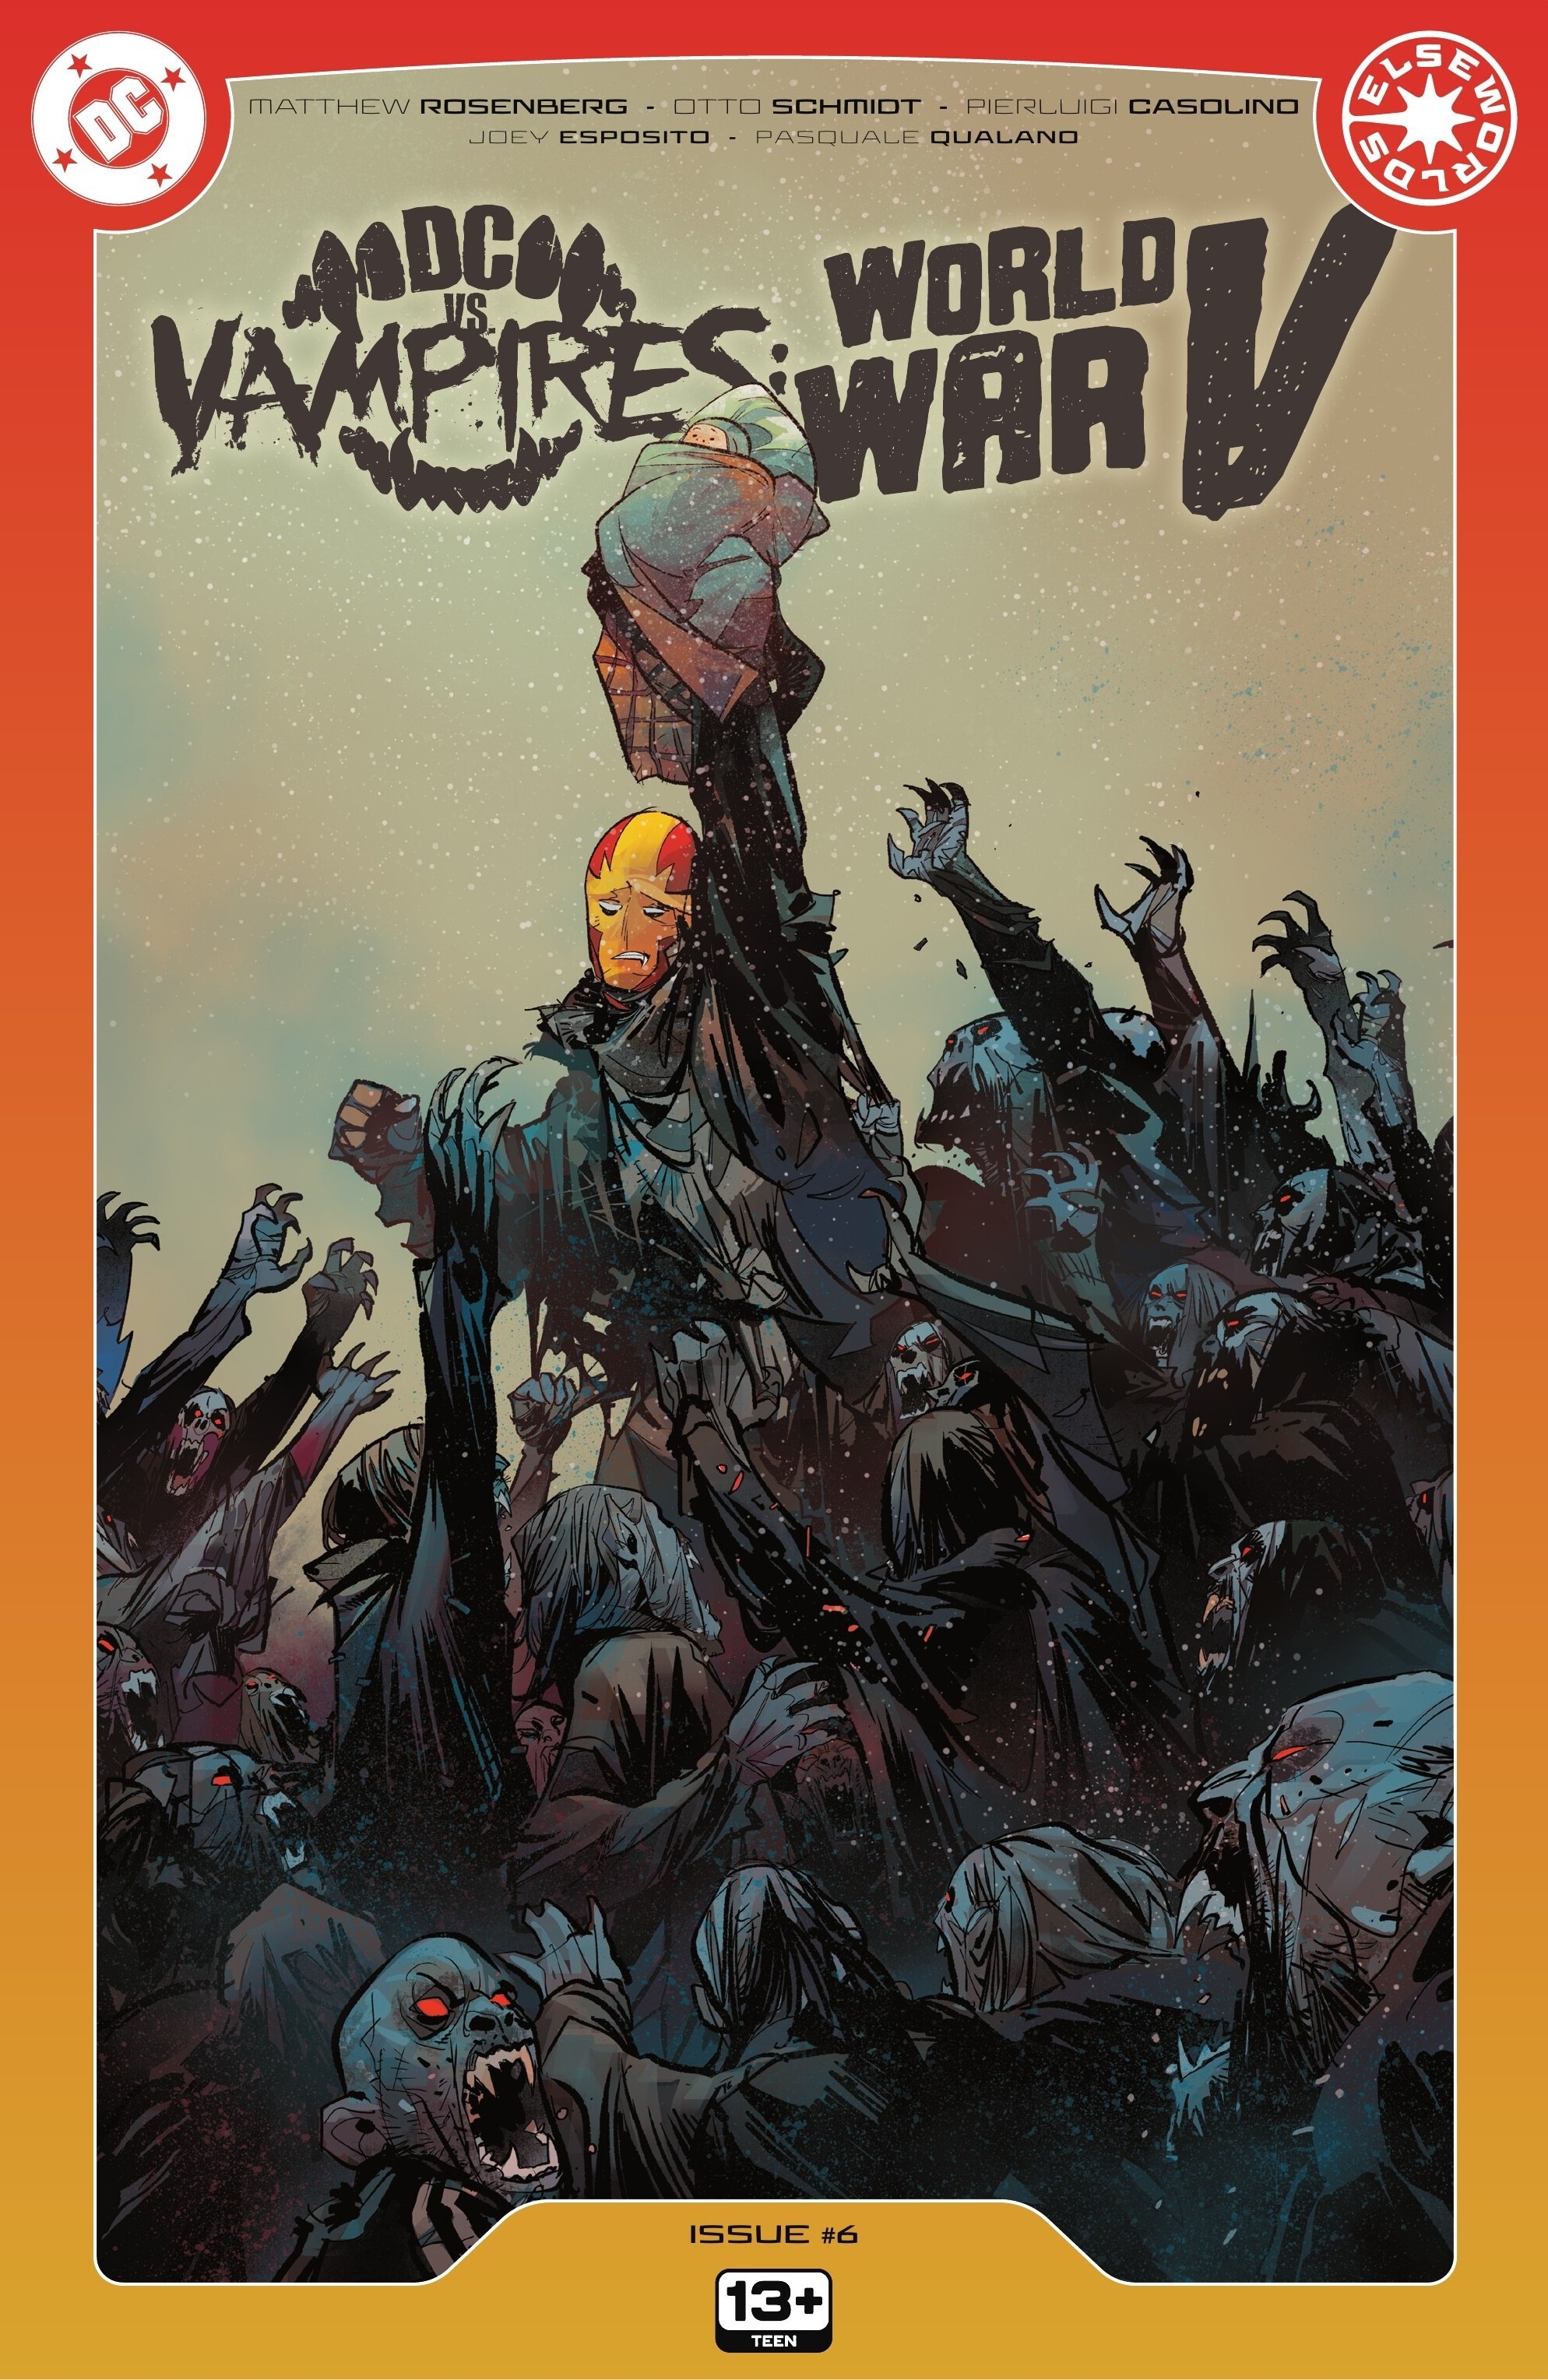 MATTHEW ROSENBERG - OTTO SCHMIDT - PIERLUIGI CASOLINO
JOEY ESPOSITO - PASQUALE QUALANO
DC
ELSEWORLDS
DC
VS.
VAMPIRES:
WORLD
WAR
V
ISSUE #6
13+
TEEN